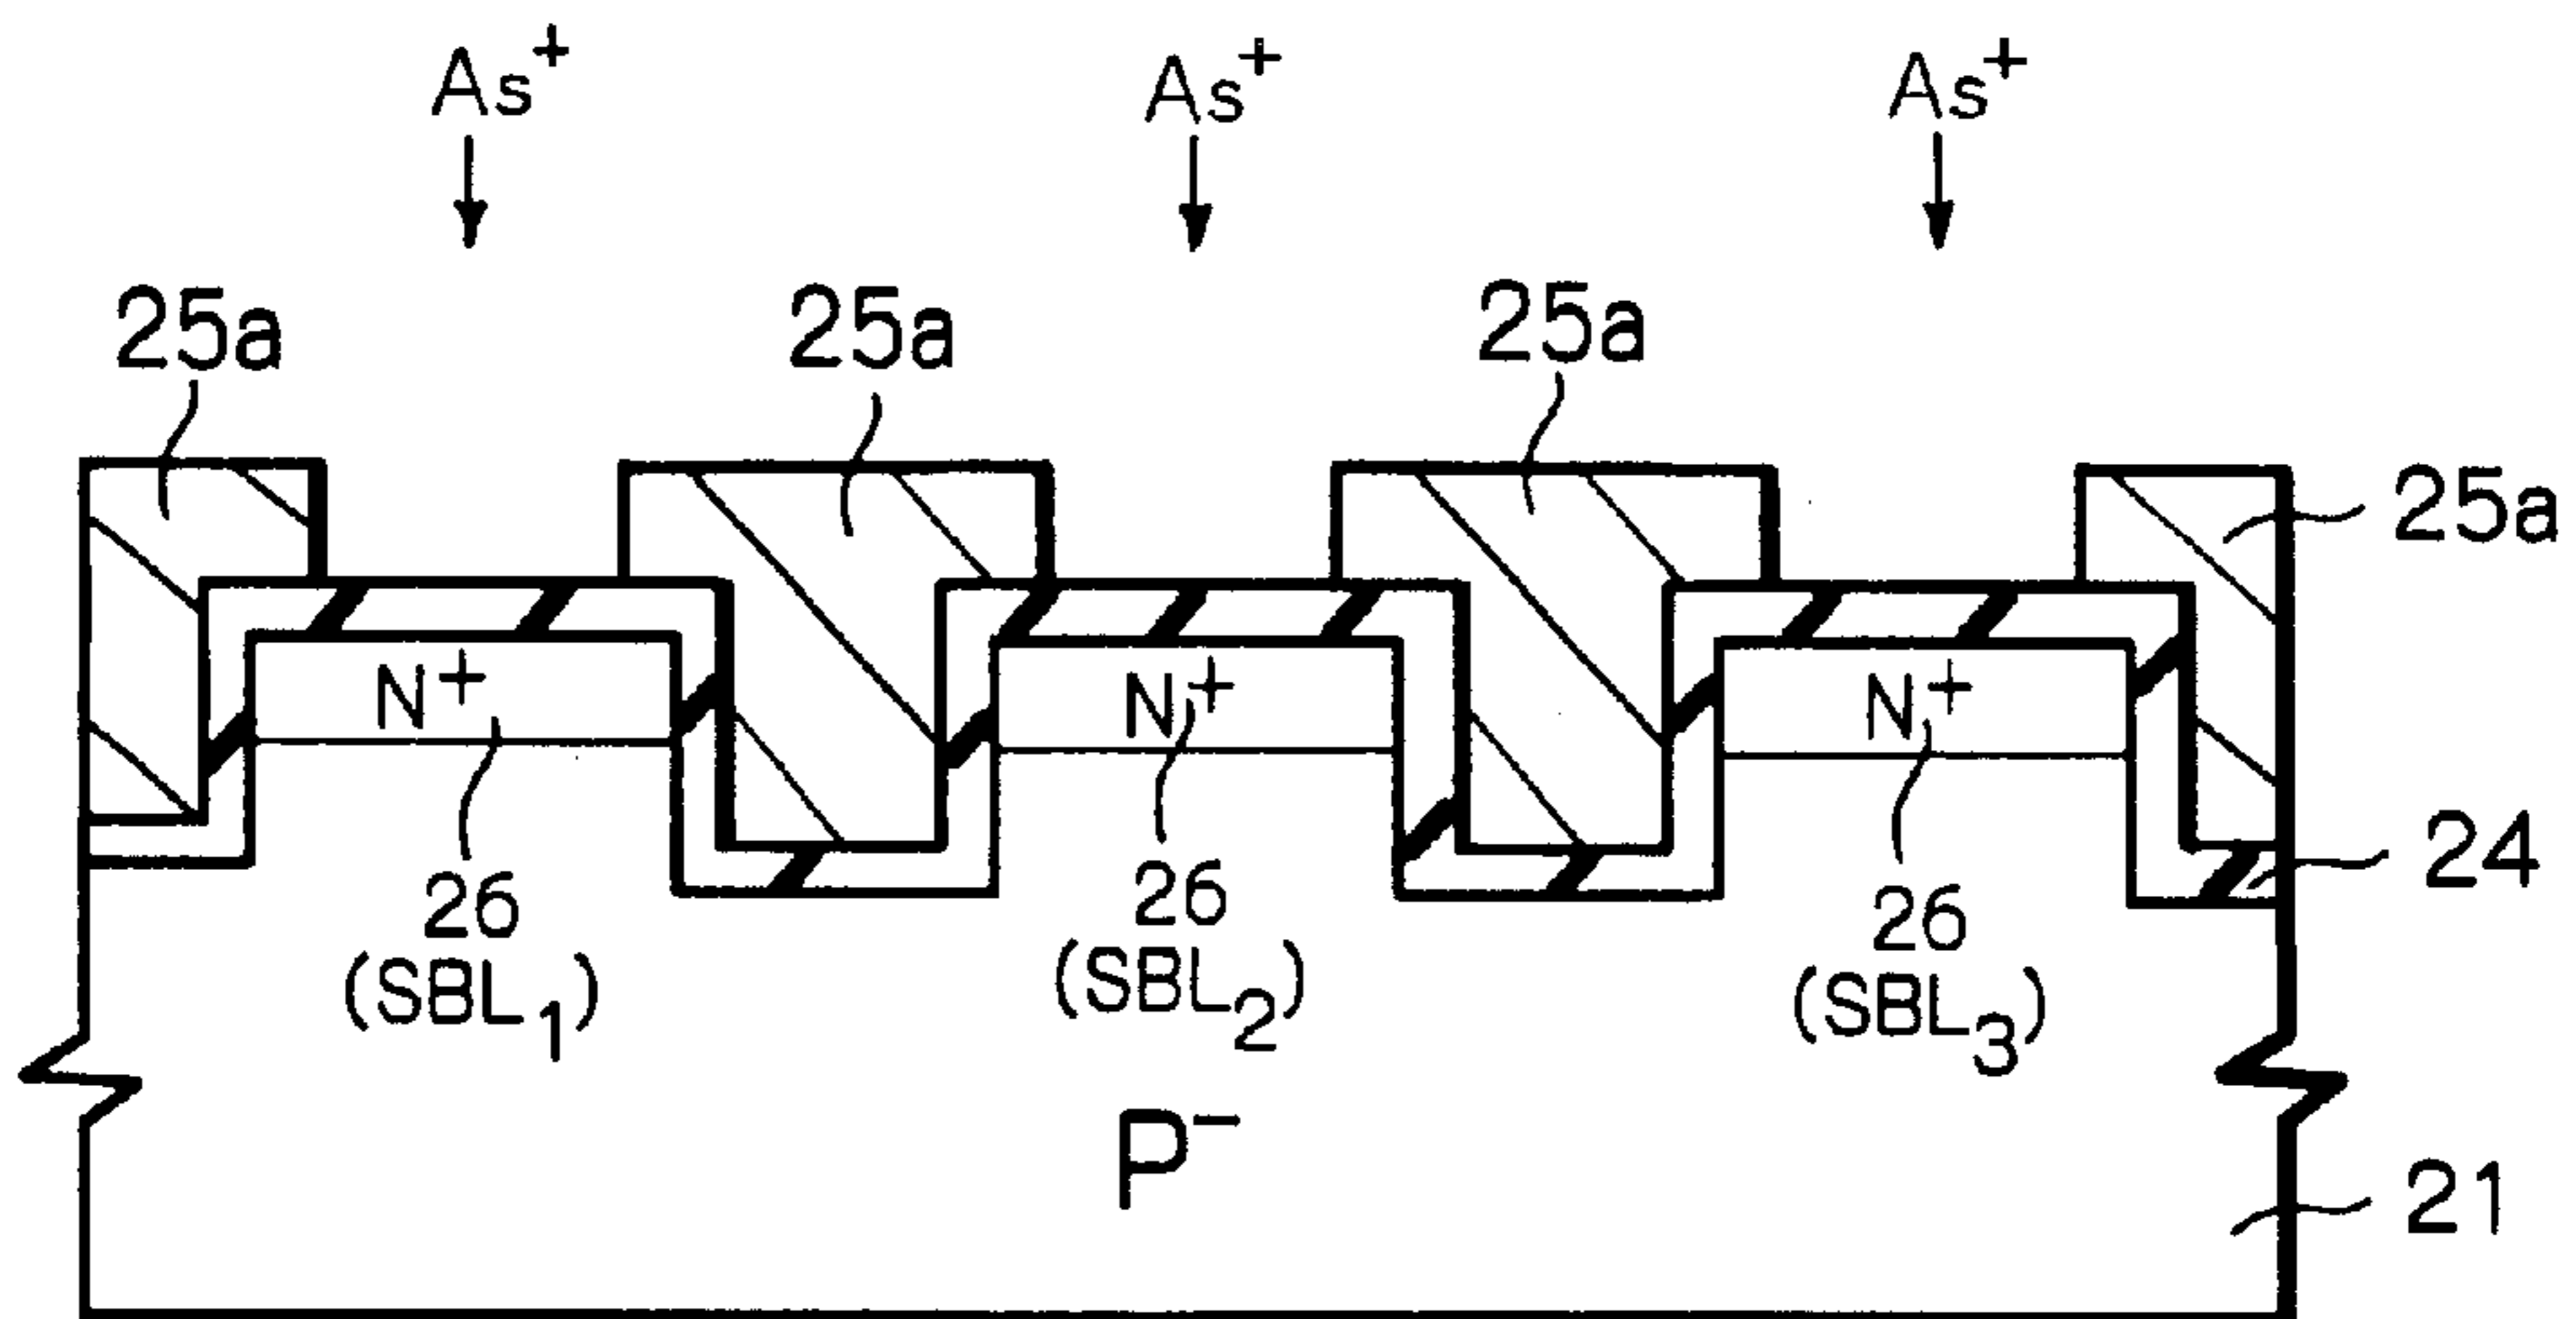 As+ As+ As+
25a 25a 25a
25a
N+ N+ N+
24
26 26 26
(SBL1) (SBL2) (SBL3)
P-
21